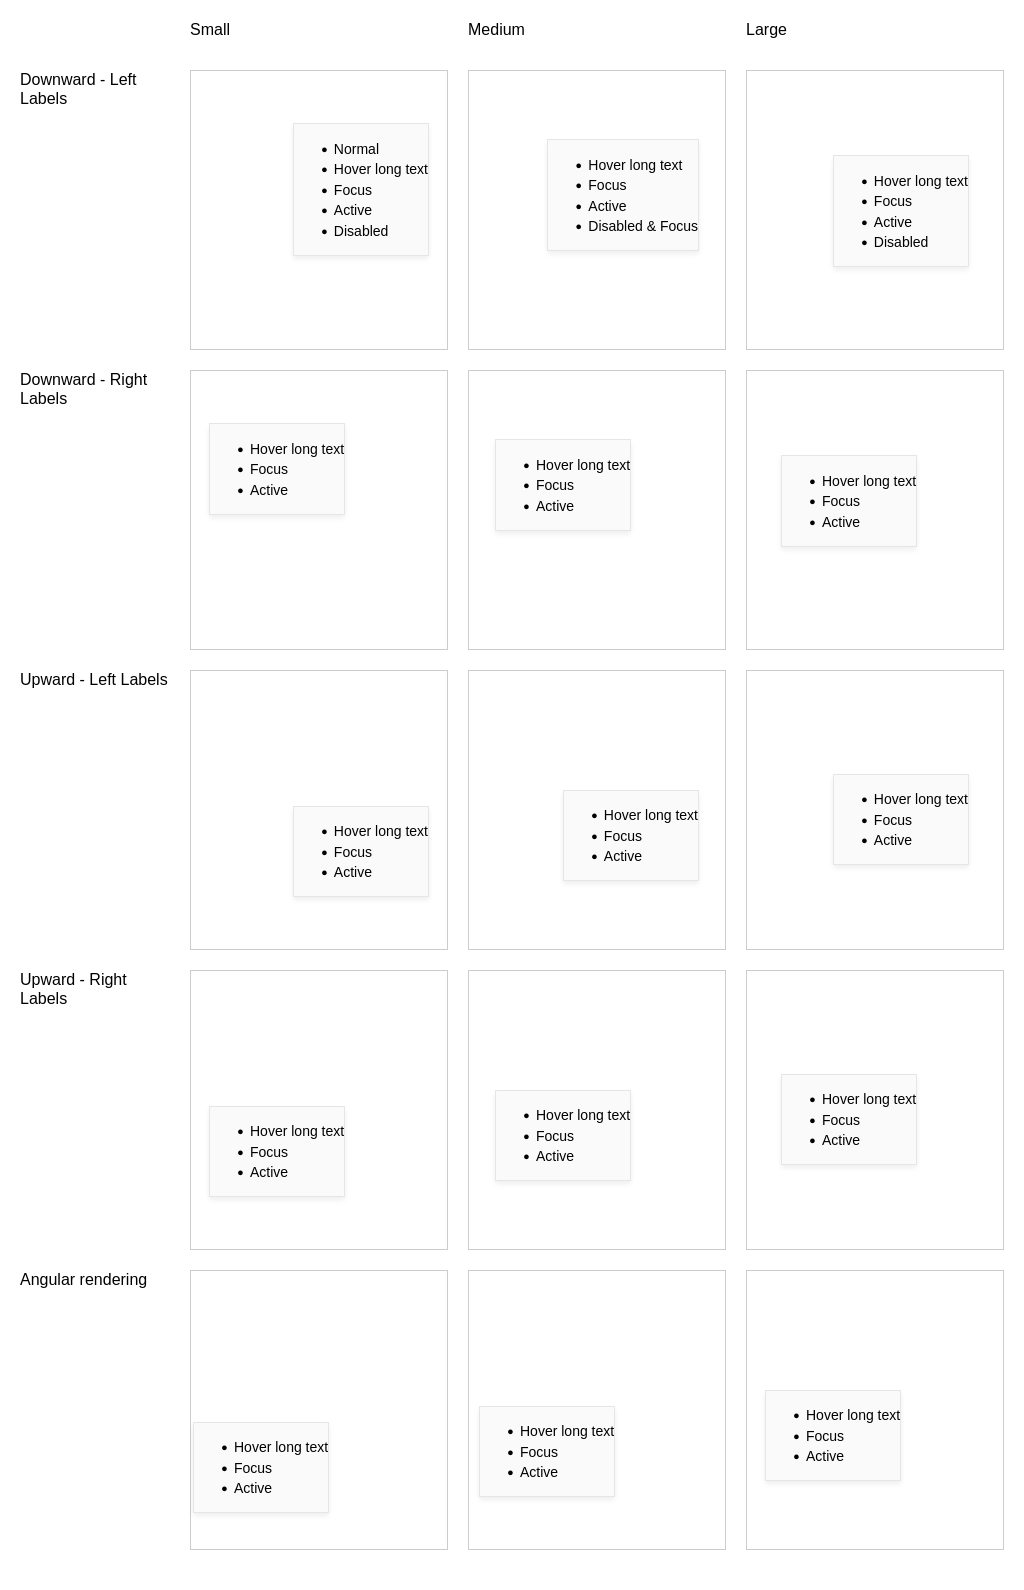 Small
Medium
Large
Downward - Left
Labels
Normal
Hover long text
Focus
Active
Disabled
Hover long text
Focus
Active
Disabled & Focus
Hover long text
Focus
Active
Disabled
Downward - Right
Labels
Hover long text
Focus
Active
Hover long text
Focus
Active
Hover long text
Focus
Active
Upward - Left Labels
Hover long text
Focus
Active
Hover long text
Focus
Active
Hover long text
Focus
Active
Upward - Right
Labels
Hover long text
Focus
Active
Hover long text
Focus
Active
Hover long text
Focus
Active
Angular rendering
Hover long text
Focus
Active
Hover long text
Focus
Active
Hover long text
Focus
Active